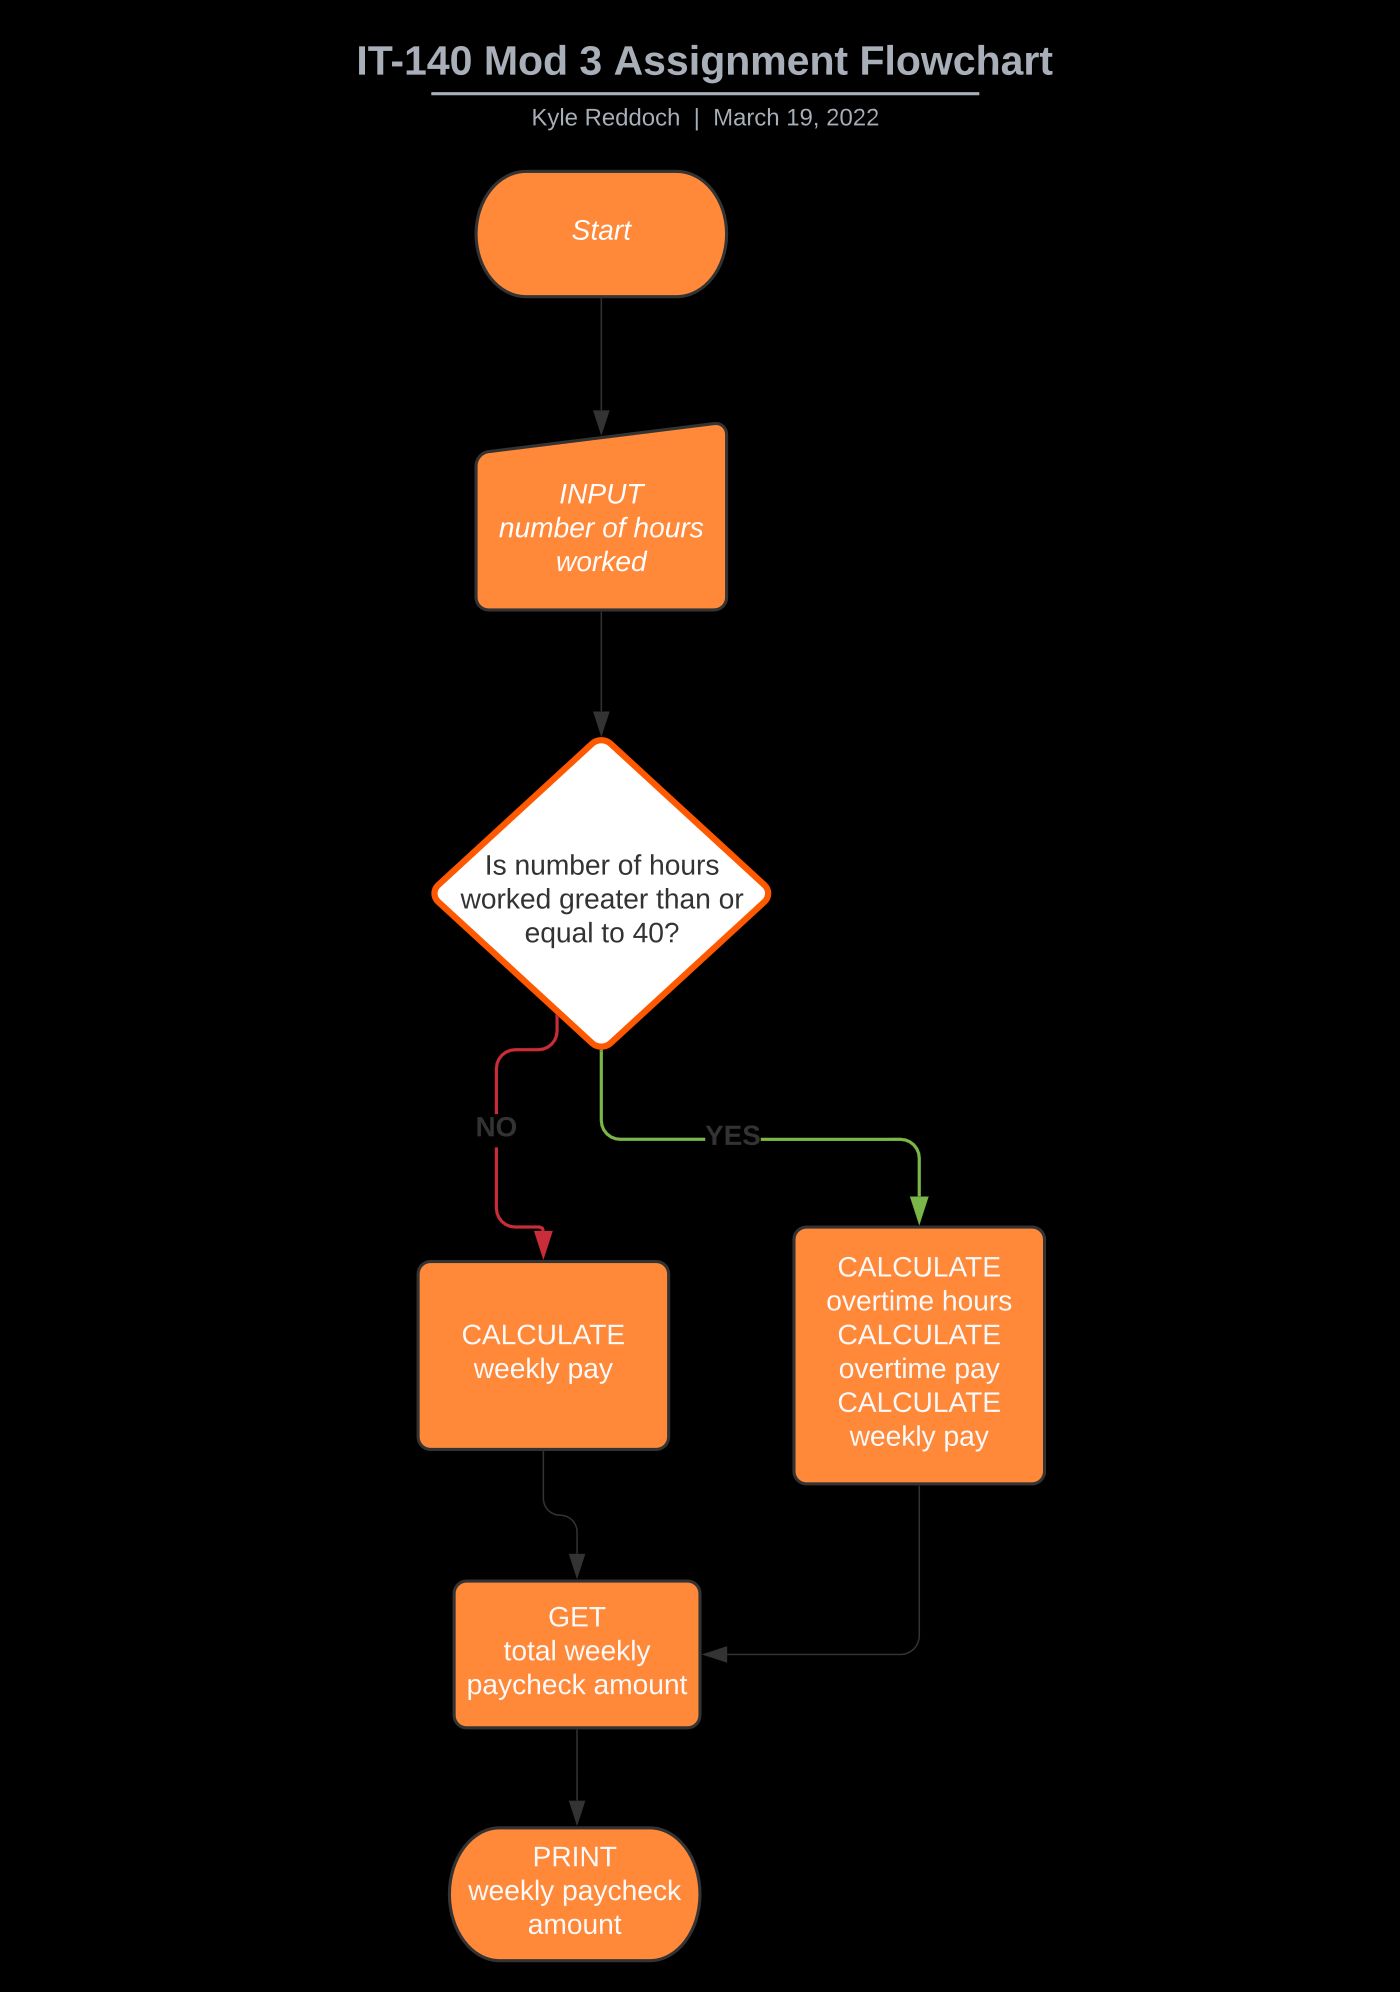 IT-140 Mod 3 Assignment Flowchart
Kyle Reddoch | March 19, 2022
Start
INPUT
number of hours
worked
Is number of hours
worked greater than or
equal to 40?
NO
YES
CALCULATE
weekly pay
CALCULATE
overtime hours
CALCULATE
overtime pay
CALCULATE
weekly pay
GET
total weekly
paycheck amount
PRINT
weekly paycheck
amount